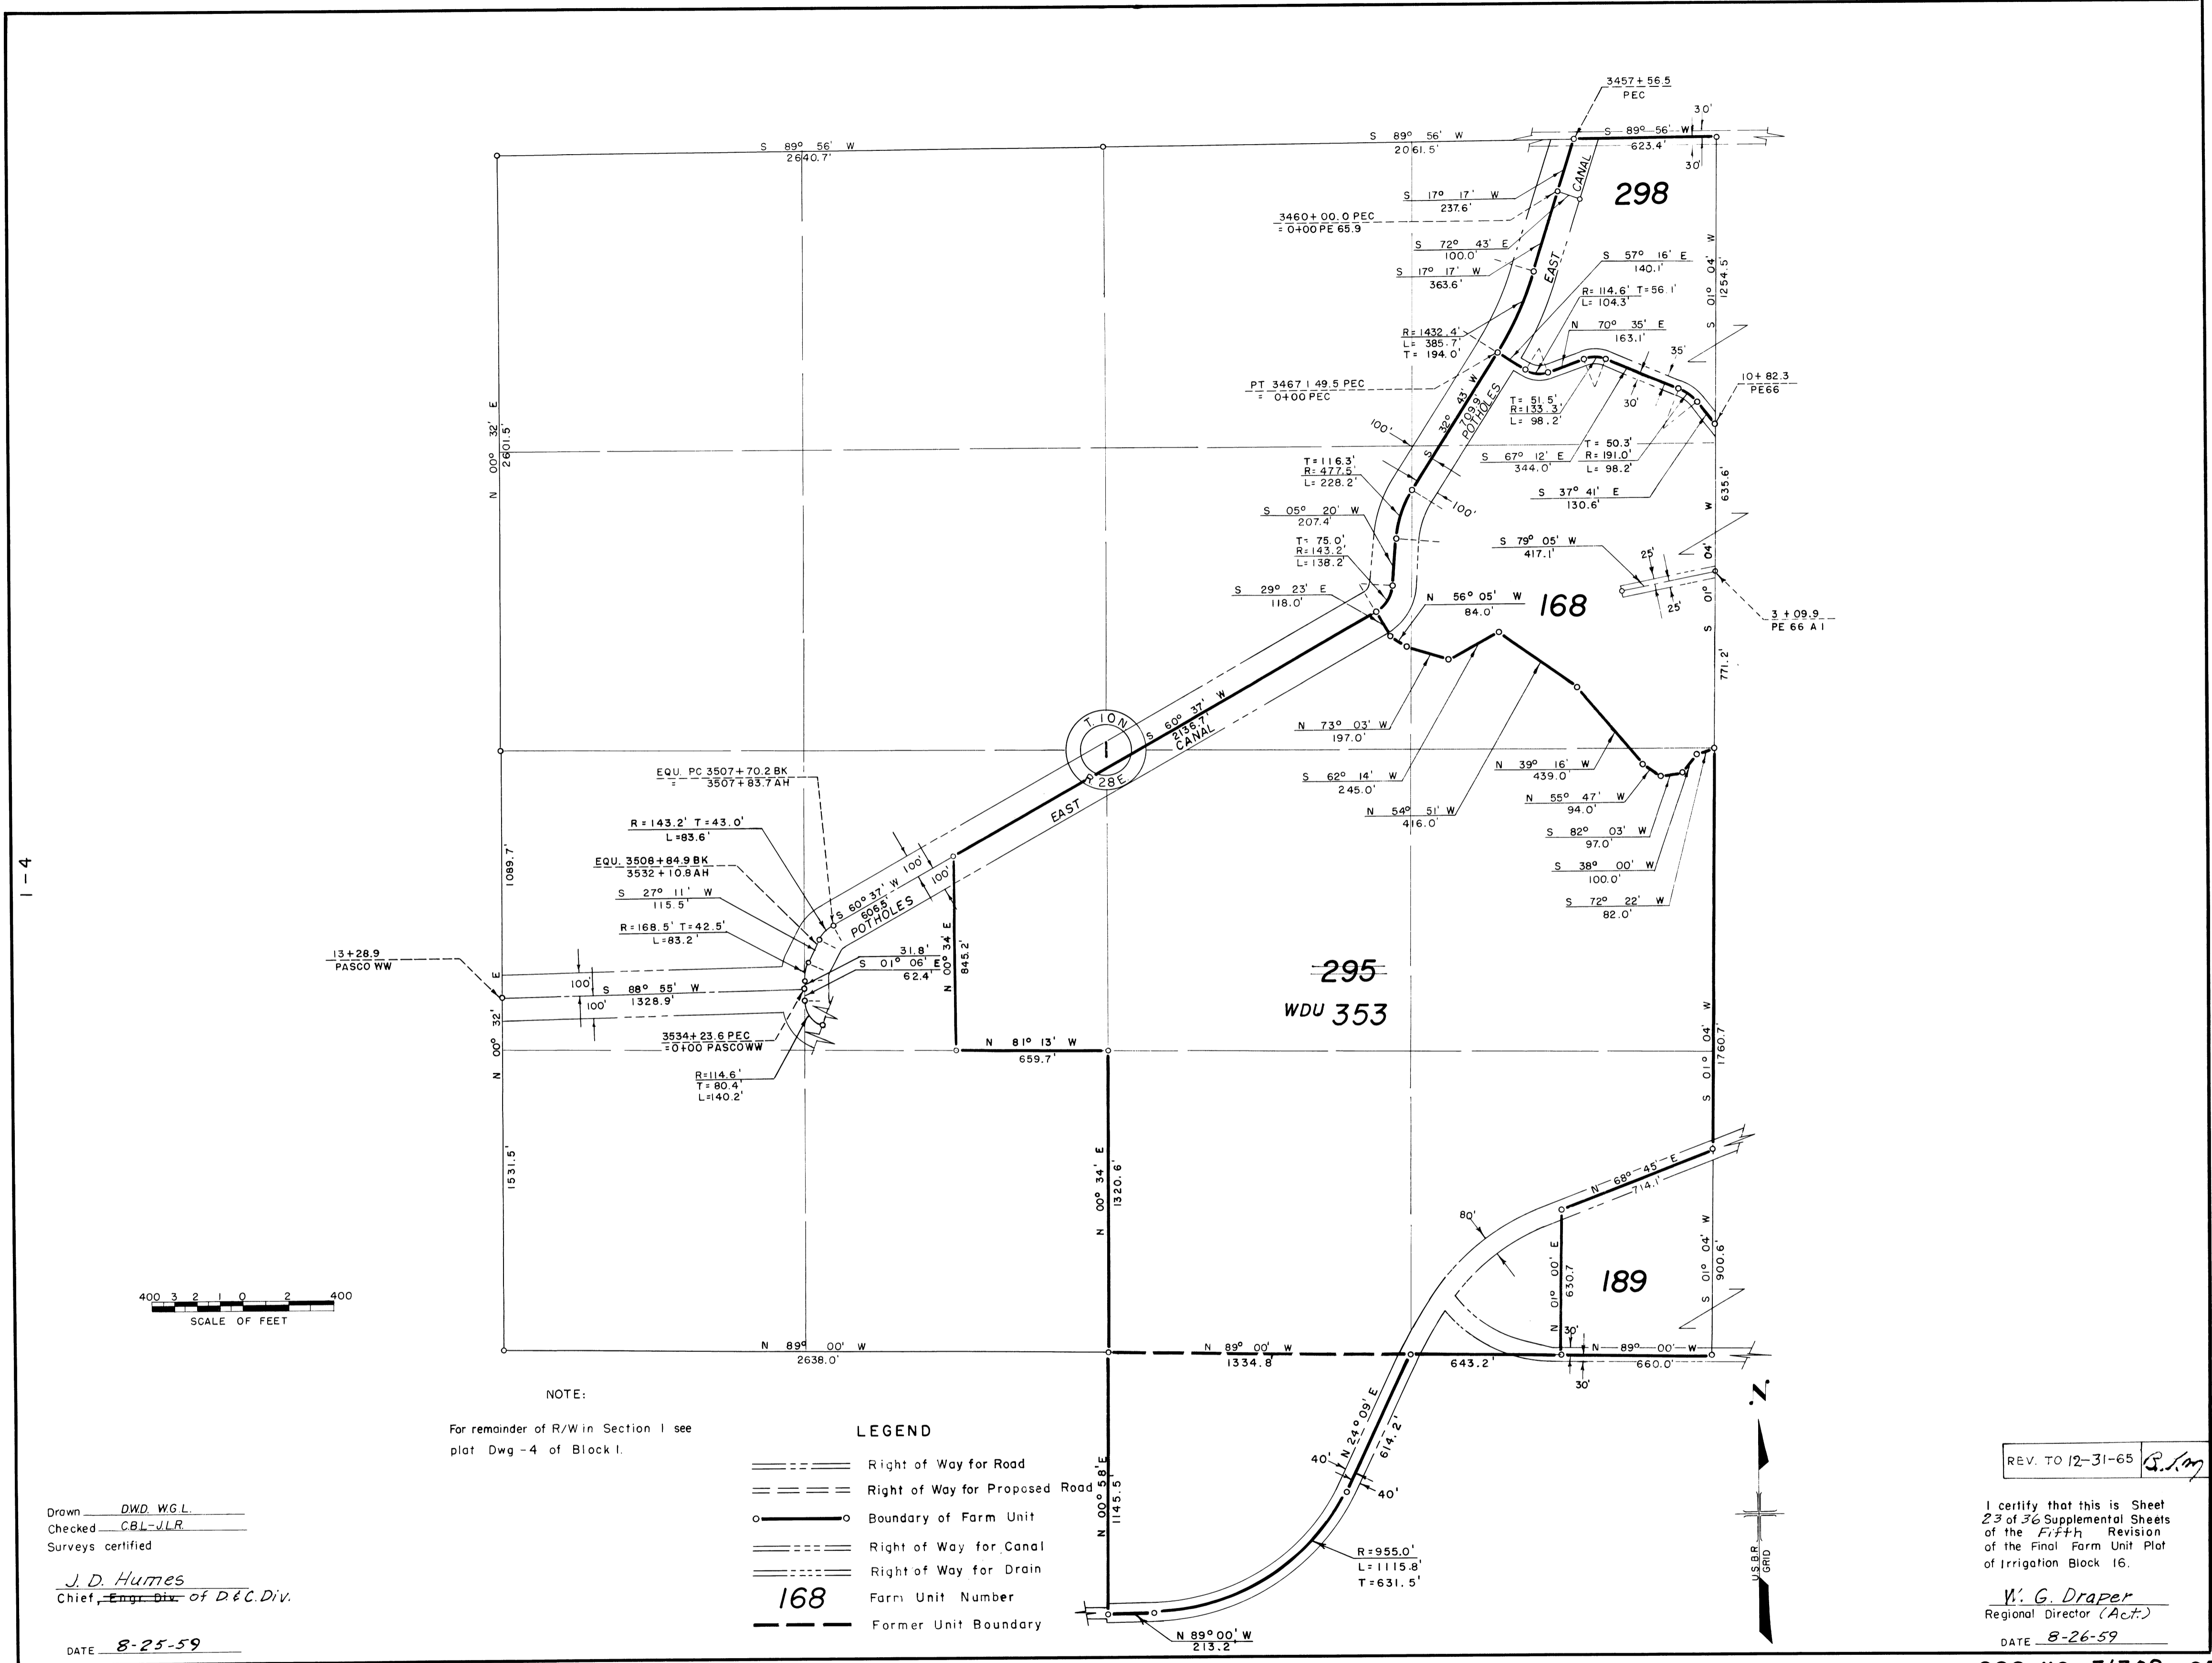 3457+56.5
PEC
30'
S 89° 56' W
2640.7'
S 89° 56' W
2061.5'
S 89° 56' W
623.4'
30'
CANAL
298
S 17° 17' W
237.6'
3460+00.0 PEC
= 0+00 PE 65.9
S 72° 43' E
100.0'
S 17° 17' W
363.6'
EAST
S 57° 16' E
140.1'
R= 114.6' T=56.1'
L= 104.3'
N 70° 35' E
163.1'
S 01° 04' W
1254.5'
R= 1432.4'
L= 385.7'
T= 194.0'
35'
PT 3467 | 49.5 PEC
= 0+00 PEC
10+82.3
PE66
S 32° 43' W
709.9'
POTHOLES
T= 51.5'
R=133.3'
L= 98.2'
30'
100'
N 00° 32' E
2601.5'
T= 50.3'
R=191.0'
L= 98.2'
S 67° 12' E
344.0'
T=116.3'
R= 477.5'
L= 228.2'
S 37° 41' E
130.6'
635.6'
100'
S 05° 20' W
207.4'
T= 75.0'
R=143.2'
L=138.2'
S 79° 05' W
417.1'
25'
25'
S 01° 04' W
S 29° 23' E
118.0'
N 56° 05' W
84.0'
168
3+09.9
PE 66 A1
771.2'
N 73° 03' W
197.0'
S 60° 37' W
2136.7'
CANAL
T. 10N
1
R 28E.
S 62° 14' W
245.0'
N 39° 16' W
439.0'
N 54° 51' W
416.0'
N 55° 47' W
94.0'
S 82° 03' W
97.0'
S 38° 00' W
100.0'
S 72° 22' W
82.0'
EQU. PC 3507+70.2 BK
= 3507+83.7 AH
EAST
R=143.2' T=43.0'
L=83.6'
EQU. 3508+84.9 BK
3532+10.8 AH
S 27° 11' W
115.5'
R=168.5' T=42.5'
L=83.2'
1089.7'
100'
100'
S 60° 37' W
606.5'
POTHOLES
1-4
13+28.9
PASCO WW
31.8'
S 01° 06' E
62.4'
N 00° 34' E
845.2'
100'
S 88° 55' W
1328.9'
100'
295
WDU 353
3534+23.6 PEC
=0+00 PASCO WW
N 00° 32' E
N 81° 13' W
659.7'
S 01° 04' W
1760.7'
R=114.6'
T= 80.4'
L=140.2'
1531.5'
N 00° 34' E
1320.6'
N 68° 45' E
714.1'
80'
N 01° 00' E
630.7
189
S 01° 04' W
900.6'
400 3 2 1 0 2 400
SCALE OF FEET
N 89° 00' W
2638.0'
N 89° 00' W
1334.8'
643.2'
30'
N 89° 00' W
660.0'
30'
NOTE:
For remainder of R/W in Section 1 see
plat Dwg -4 of Block 1.
LEGEND
Right of Way for Road
Right of Way for Proposed Road
Boundary of Farm Unit
Right of Way for Canal
Right of Way for Drain
168 Farm Unit Number
Former Unit Boundary
N 00° 58' E
1145.5'
N 24° 09' E
614.2'
40'
40'
R=955.0'
L=1115.8'
T=631.5'
N 89° 00' W
213.2'
N.
U.S.B.R.
GRID
Drawn D.W.D. W.G.L.
Checked C.B.L-J.L.R.
Surveys certified
J. D. Humes
Chief, Engr. Div. of D.&C. Div.
DATE 8-25-59
REV. TO 12-31-65
I certify that this is Sheet
23 of 36 Supplemental Sheets
of the Fifth Revision
of the Final Farm Unit Plot
of Irrigation Block 16.
W. G. Draper
Regional Director (Act.)
DATE 8-26-59